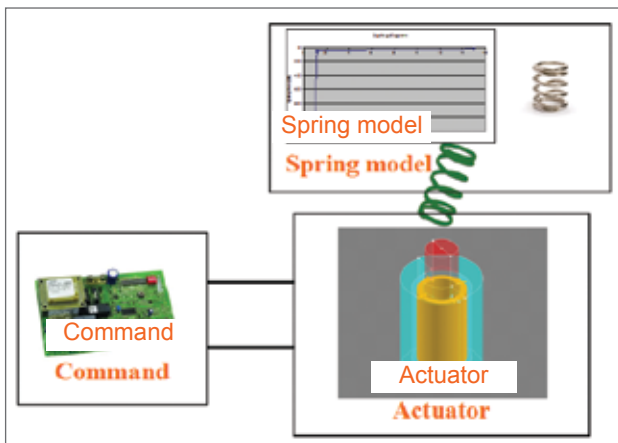 Spring model
Spring model
Command
Command
Actuator
Actuator